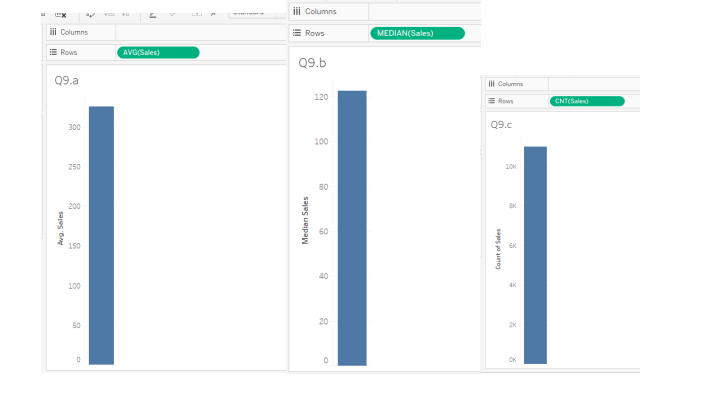 Standard
Columns
Rows
AVG(Sales)
Q9.a
300
250
200
150
100
50
0
Avg. Sales
Columns
Rows
MEDIAN(Sales)
Q9.b
120
100
80
60
40
20
0
Median Sales
Columns
Rows
CNT(Sales)
Q9.c
10K
8K
6K
4K
2K
0K
Count of Sales